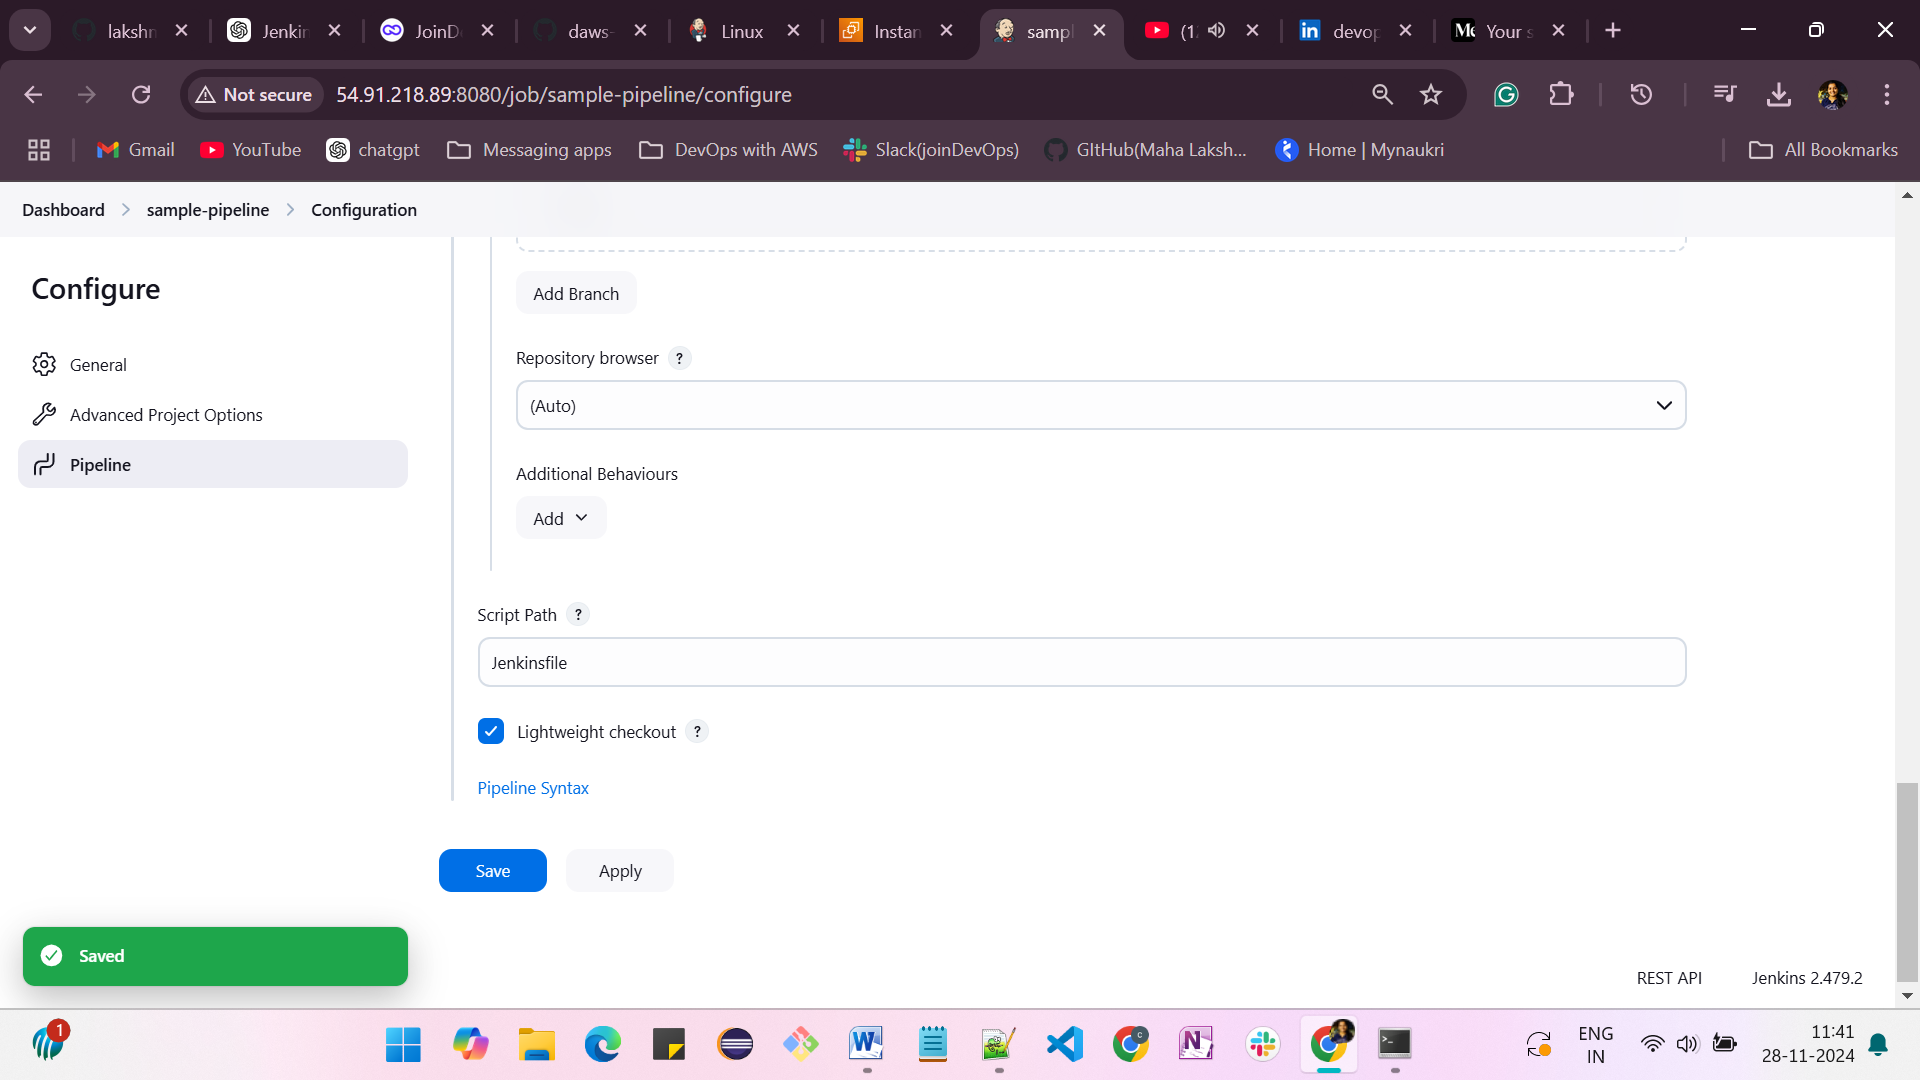 lakshn
Jenkin
JoinD
daws-
Linux
Instan
sampl
(1
in
devop
Your s
Not secure
54.91.218.89:8080/job/sample-pipeline/configure
Gmail
YouTube
chatgpt
Messaging apps
DevOps with AWS
Slack(joinDevOps)
GItHub(Maha Laksh...
Home | Mynaukri
All Bookmarks
Dashboard
sample-pipeline
Configuration
Configure
General
Advanced Project Options
Pipeline
Add Branch
Repository browser ?
(Auto)
Additional Behaviours
Add
Script Path ?
Jenkinsfile
Lightweight checkout ?
Pipeline Syntax
Save
Apply
Saved
REST API
Jenkins 2.479.2
1
ENG
IN
11:41
28-11-2024